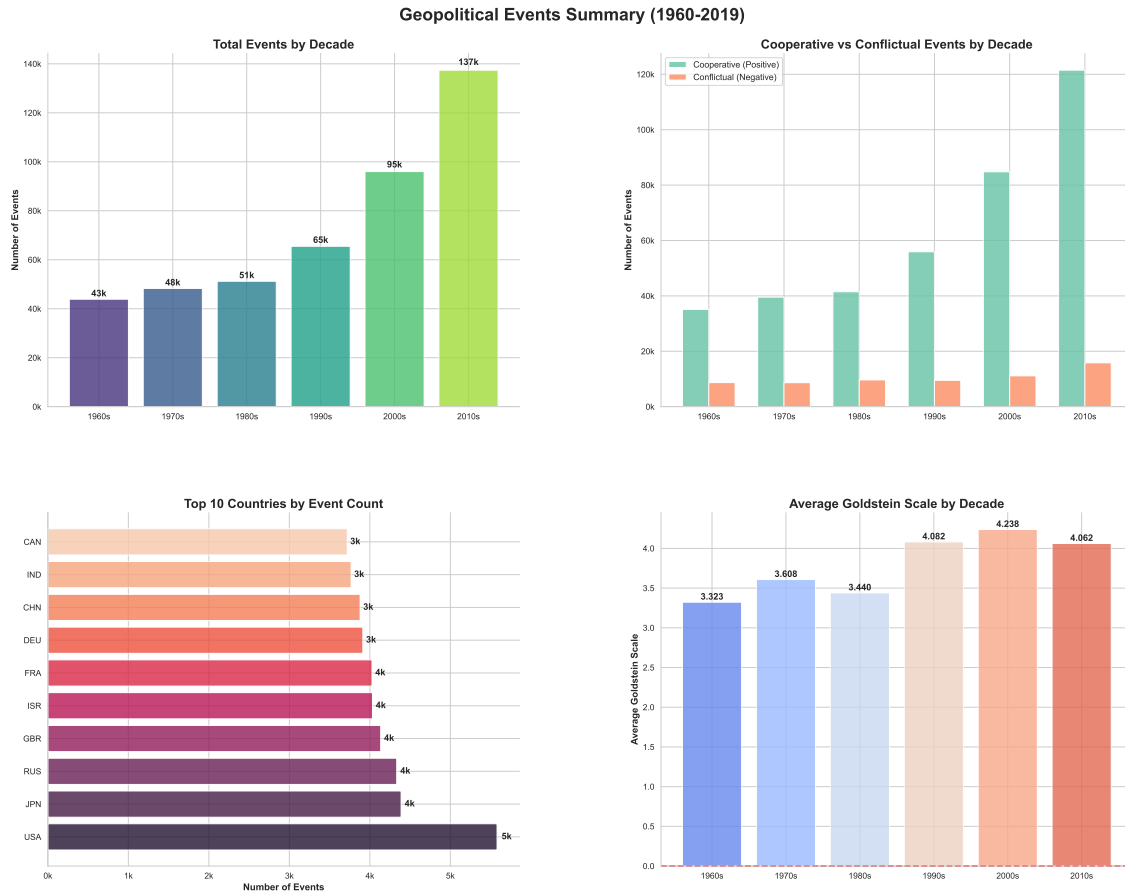 Geopolitical Events Summary (1960-2019)
Total Events by Decade
Number of Events
140k
120k
100k
80k
60k
40k
20k
0k
43k
48k
51k
65k
95k
137k
1960s
1970s
1980s
1990s
2000s
2010s
Cooperative vs Conflictual Events by Decade
Cooperative (Positive)
Conflictual (Negative)
Number of Events
120k
100k
80k
60k
40k
20k
0k
1960s
1970s
1980s
1990s
2000s
2010s
Top 10 Countries by Event Count
CAN
3k
IND
3k
CHN
3k
DEU
3k
FRA
4k
ISR
4k
GBR
4k
RUS
4k
JPN
4k
USA
5k
0k
1k
2k
3k
4k
5k
Number of Events
Average Goldstein Scale by Decade
Average Goldstein Scale
4.0
3.5
3.0
2.5
2.0
1.5
1.0
0.5
0.0
3.323
3.608
3.440
4.082
4.238
4.062
1960s
1970s
1980s
1990s
2000s
2010s